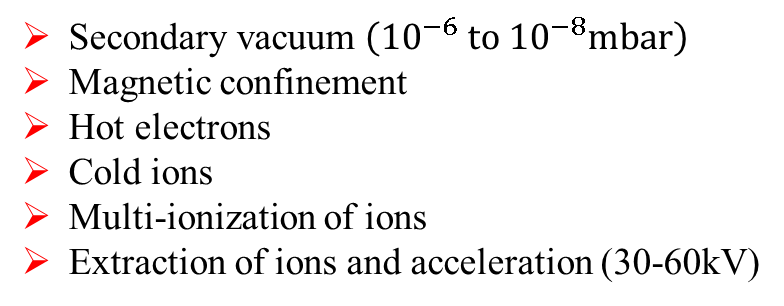 ➢ Secondary vacuum (10⁻⁶ to 10⁻⁸mbar)
➢ Magnetic confinement
➢ Hot electrons
➢ Cold ions
➢ Multi-ionization of ions
➢ Extraction of ions and acceleration (30-60kV)